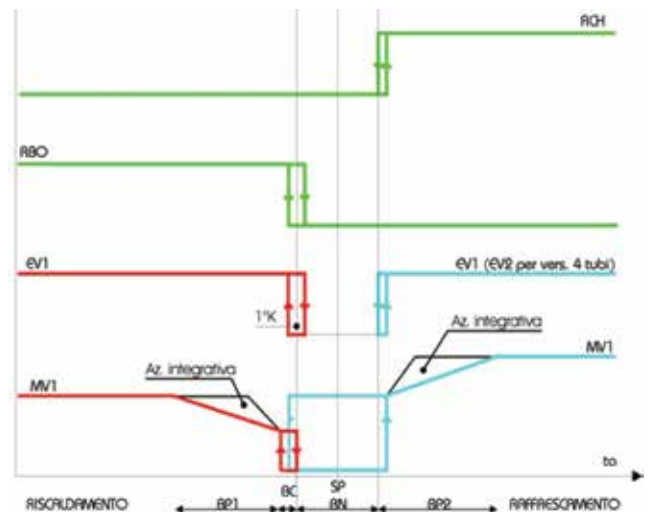 RCH
RBO
EV1
EV1 (EV2 per vers. 4 tubi)
1°K
Az. integrativa
MV1
Az. integrativa
MV1
ta
BC
SP
RISCALDAMENTO
BP1
BN
BP2
RAFFRESCAMENTO